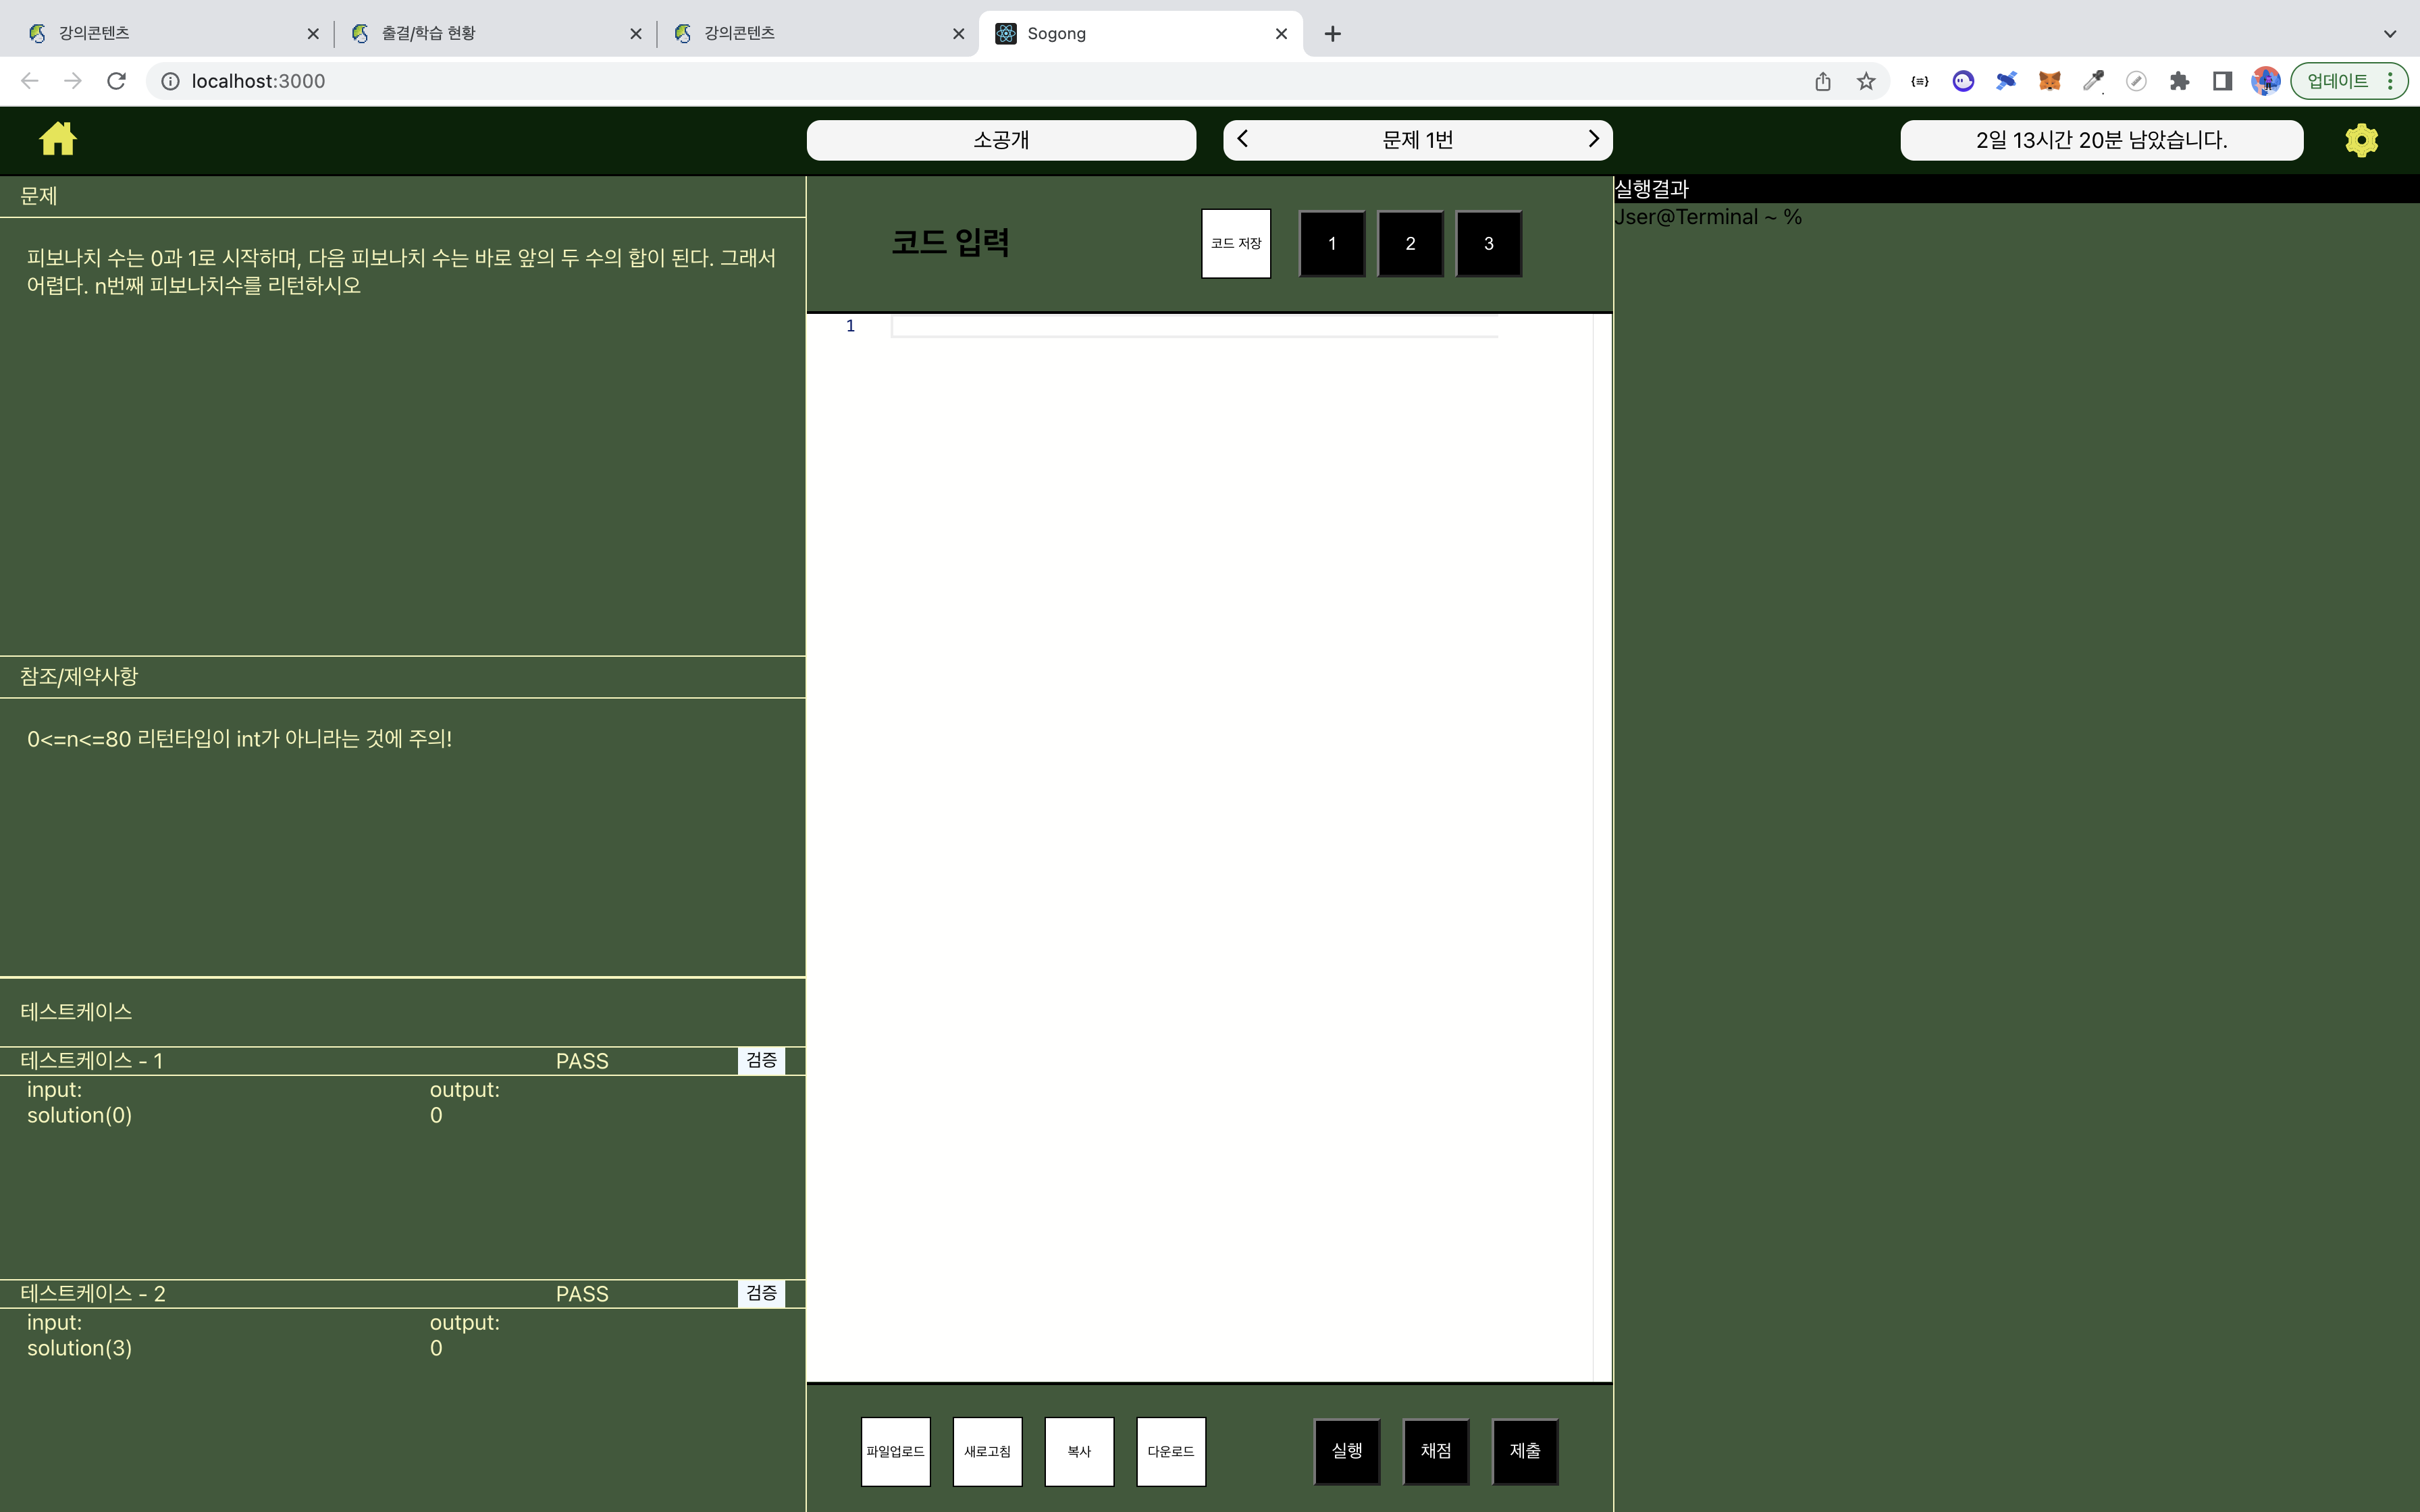 강의콘텐츠
출결/학습 현황
강의콘텐츠
Sogong
localhost:3000
업데이트
소공개
문제 1번
2일 13시간 20분 남았습니다.
문제
피보나치 수는 0과 1로 시작하며, 다음 피보나치 수는 바로 앞의 두 수의 합이 된다. 그래서
어렵다. n번째 피보나치수를 리턴하시오
참조/제약사항
0<=n<=80 리턴타입이 int가 아니라는 것에 주의!
테스트케이스
테스트케이스 - 1 PASS 검증
input: output:
solution(0) 0
테스트케이스 - 2 PASS 검증
input: output:
solution(3) 0
코드 입력
코드 저장
1 2 3
1
파일업로드 새로고침 복사 다운로드 실행 채점 제출
실행결과
Jser@Terminal ~ %